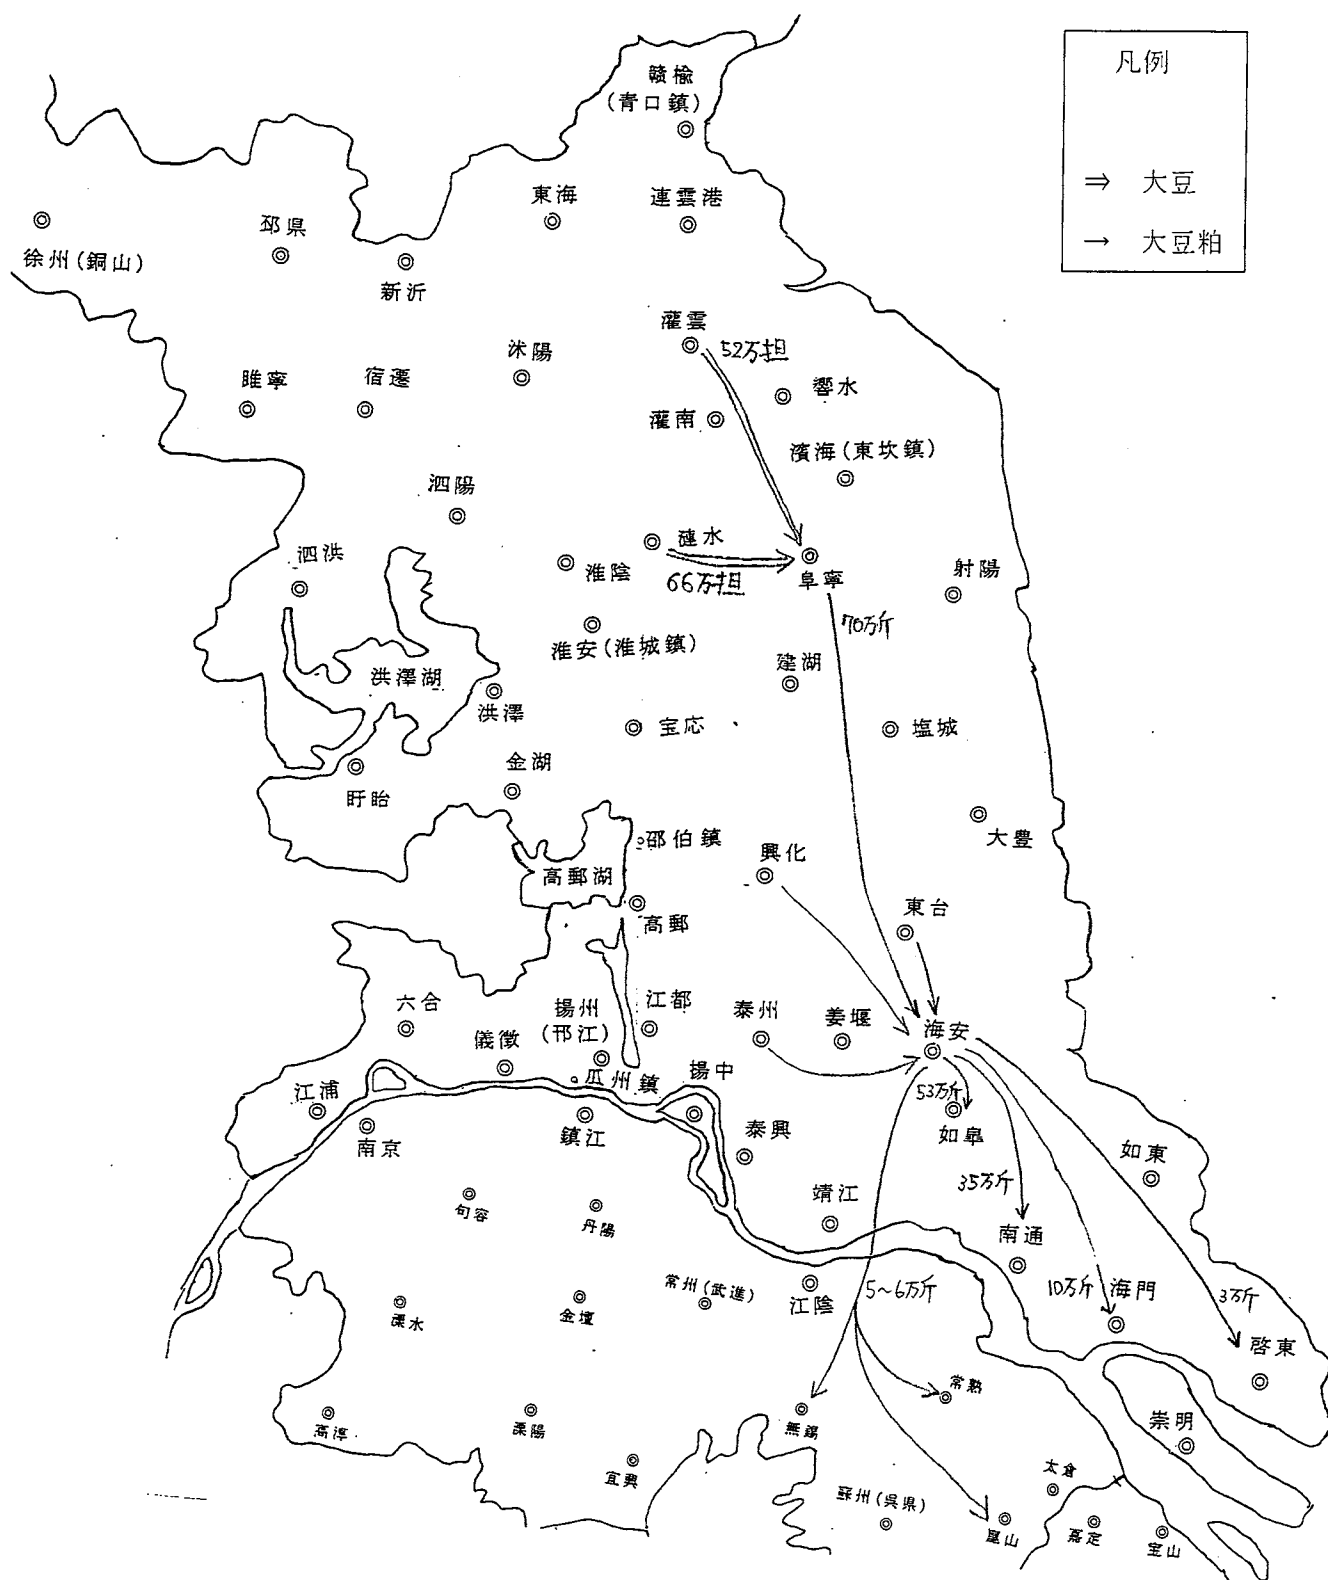 凡例
⇒ 大豆
→ 大豆粕
贛楡
(青口鎮)
東海
連雲港
邳県
徐州(銅山)
新沂
灌雲
52万担
沭陽
睢寧
宿遷
響水
灌南
濱海(東坎鎮)
泗陽
漣水
泗洪
淮陰
66万担
阜寧
射陽
70万斤
淮安(淮城鎮)
建湖
洪澤湖
洪澤
宝応
塩城
金湖
盱眙
邵伯鎮
大豊
興化
高郵湖
東台
高郵
六合
揚州
(邗江)
江都
泰州
姜堰
海安
儀徴
瓜州鎮
揚中
江浦
53万斤
南京
鎮江
泰興
如皐
如東
35万斤
靖江
句容
丹陽
南通
常州(武進)
江陰
5~6万斤
10万斤
海門
3万斤
溧水
金壇
啓東
常熟
高淳
溧陽
無錫
崇明
宜興
太倉
蘇州(呉県)
崑山
嘉定
宝山